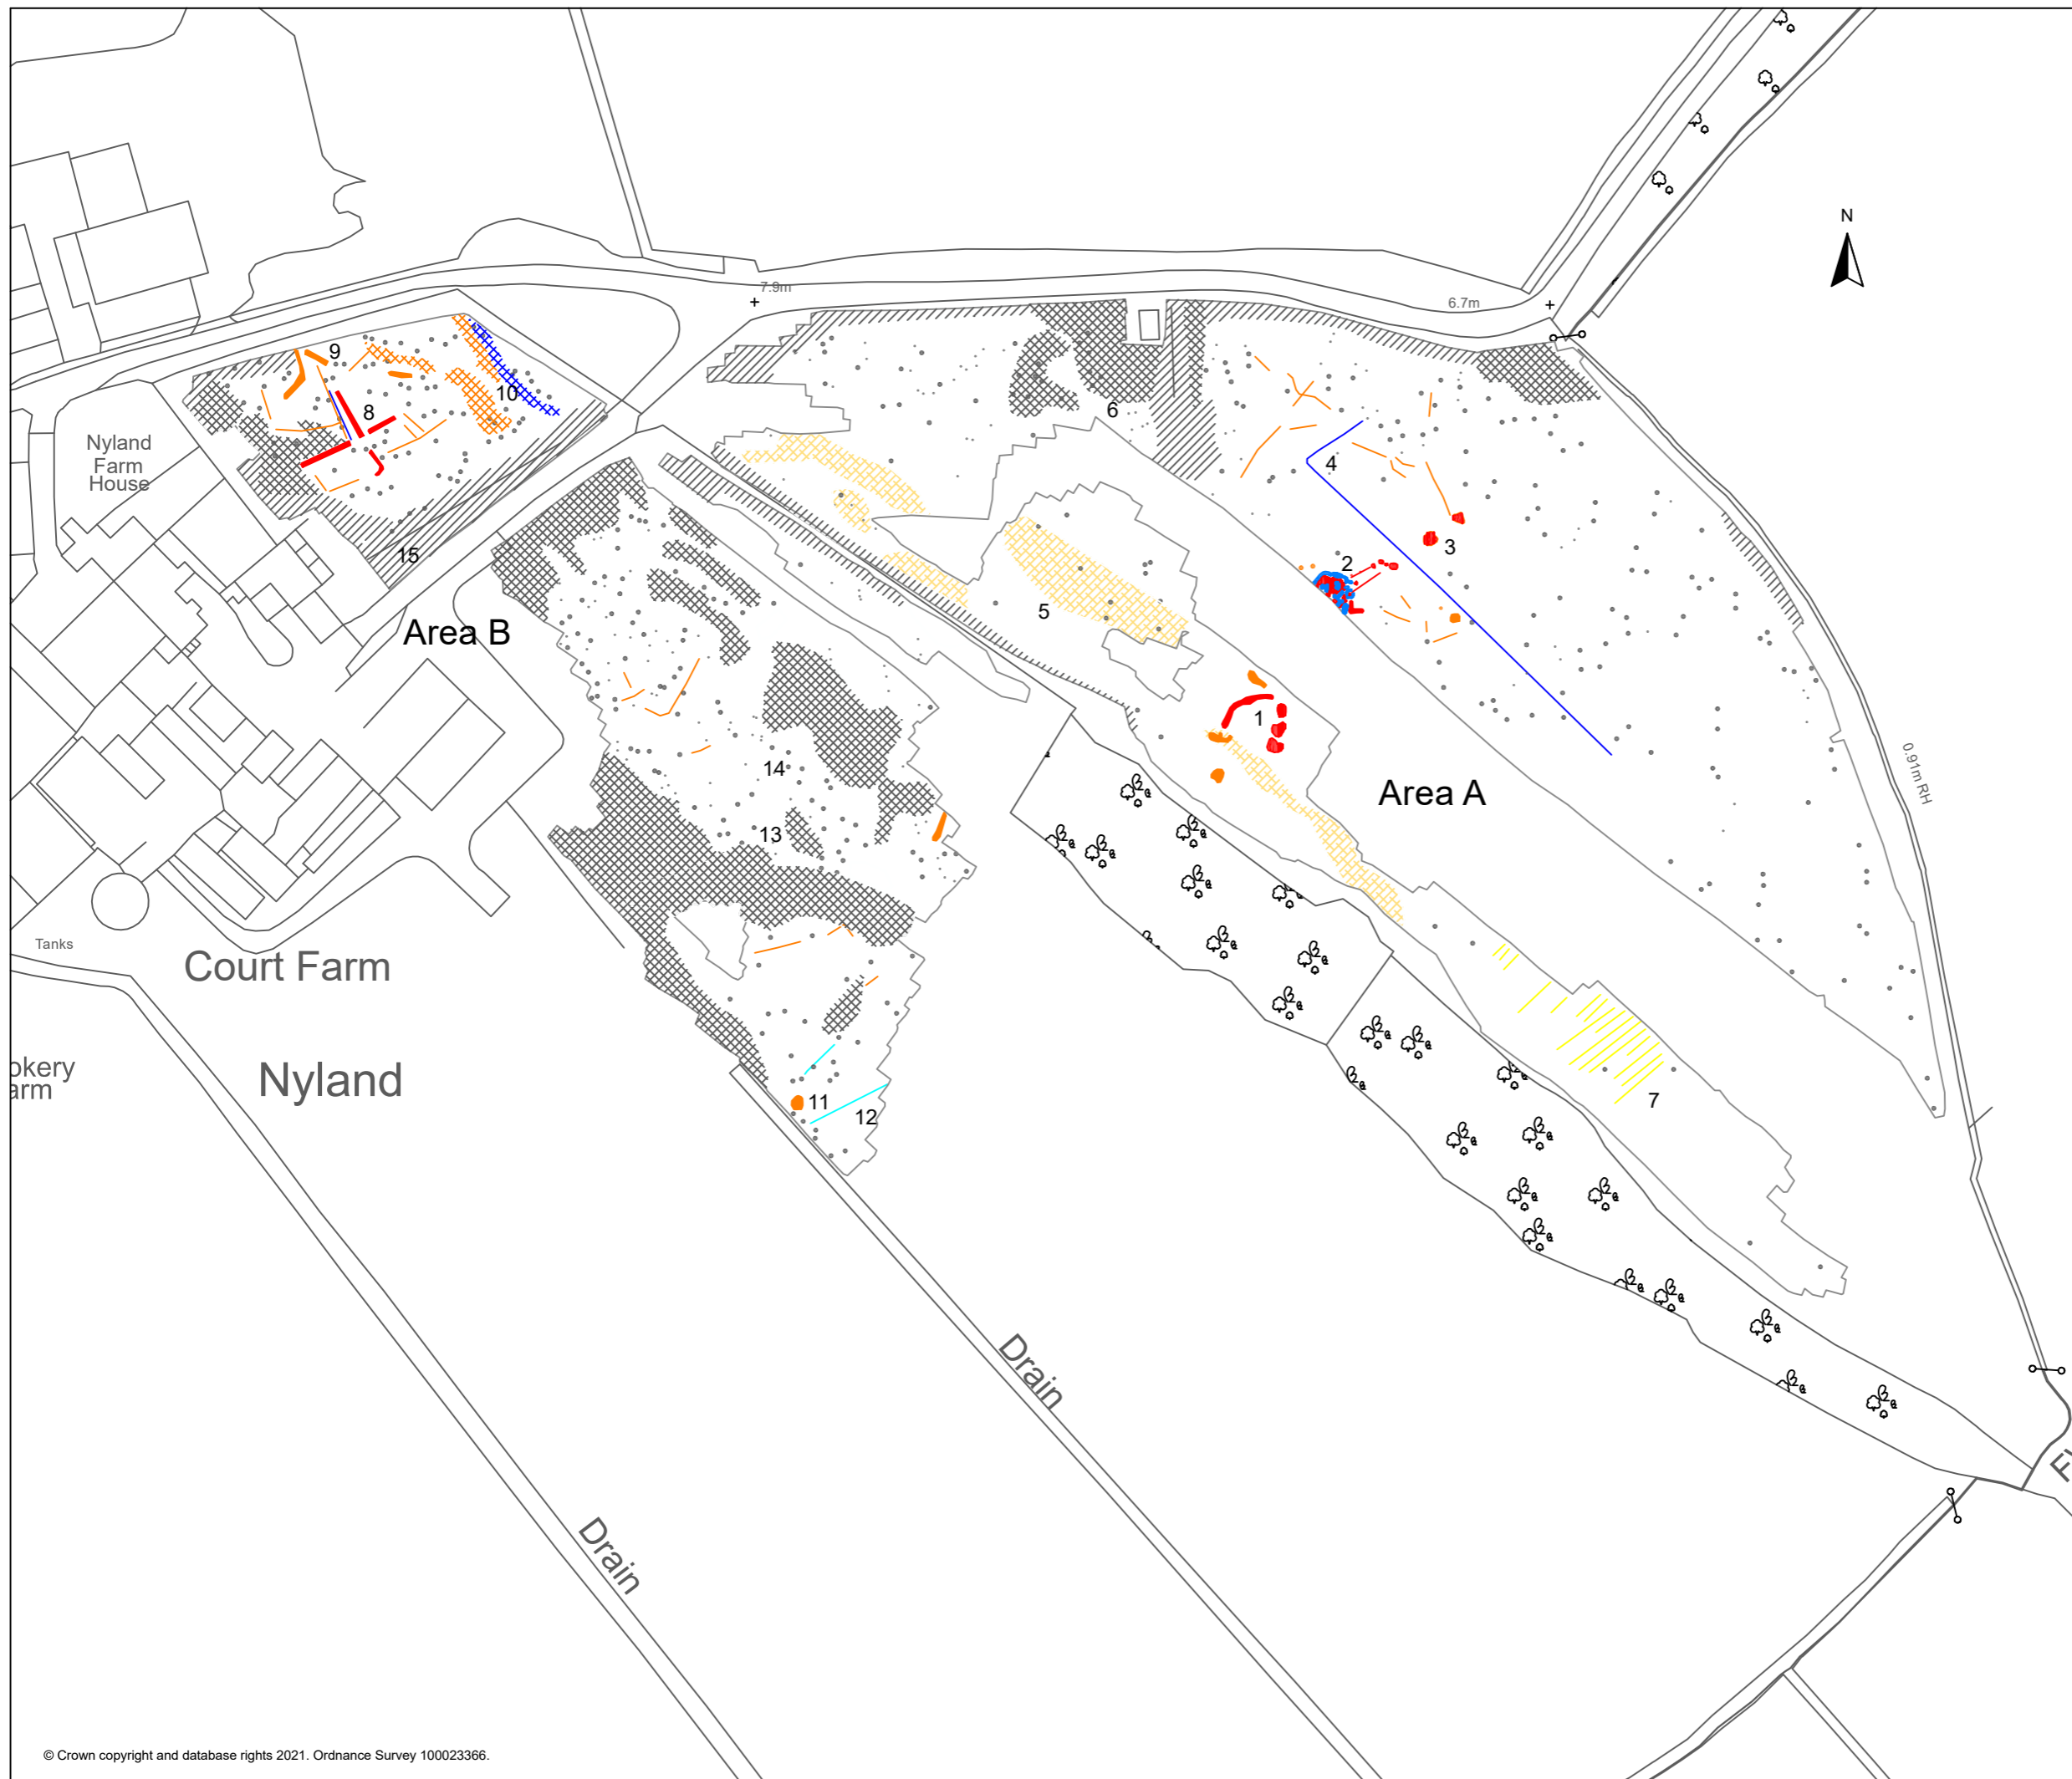 N
7.9m
6.7m
9
8
10
6
Nyland
Farm
House
4
15
3
2
5
Area B
1
14
Area A
0.91m RH
13
Tanks
Court Farm
Nyland
11
12
7
Drain
Drain
© Crown copyright and database rights 2021. Ordnance Survey 100023366.